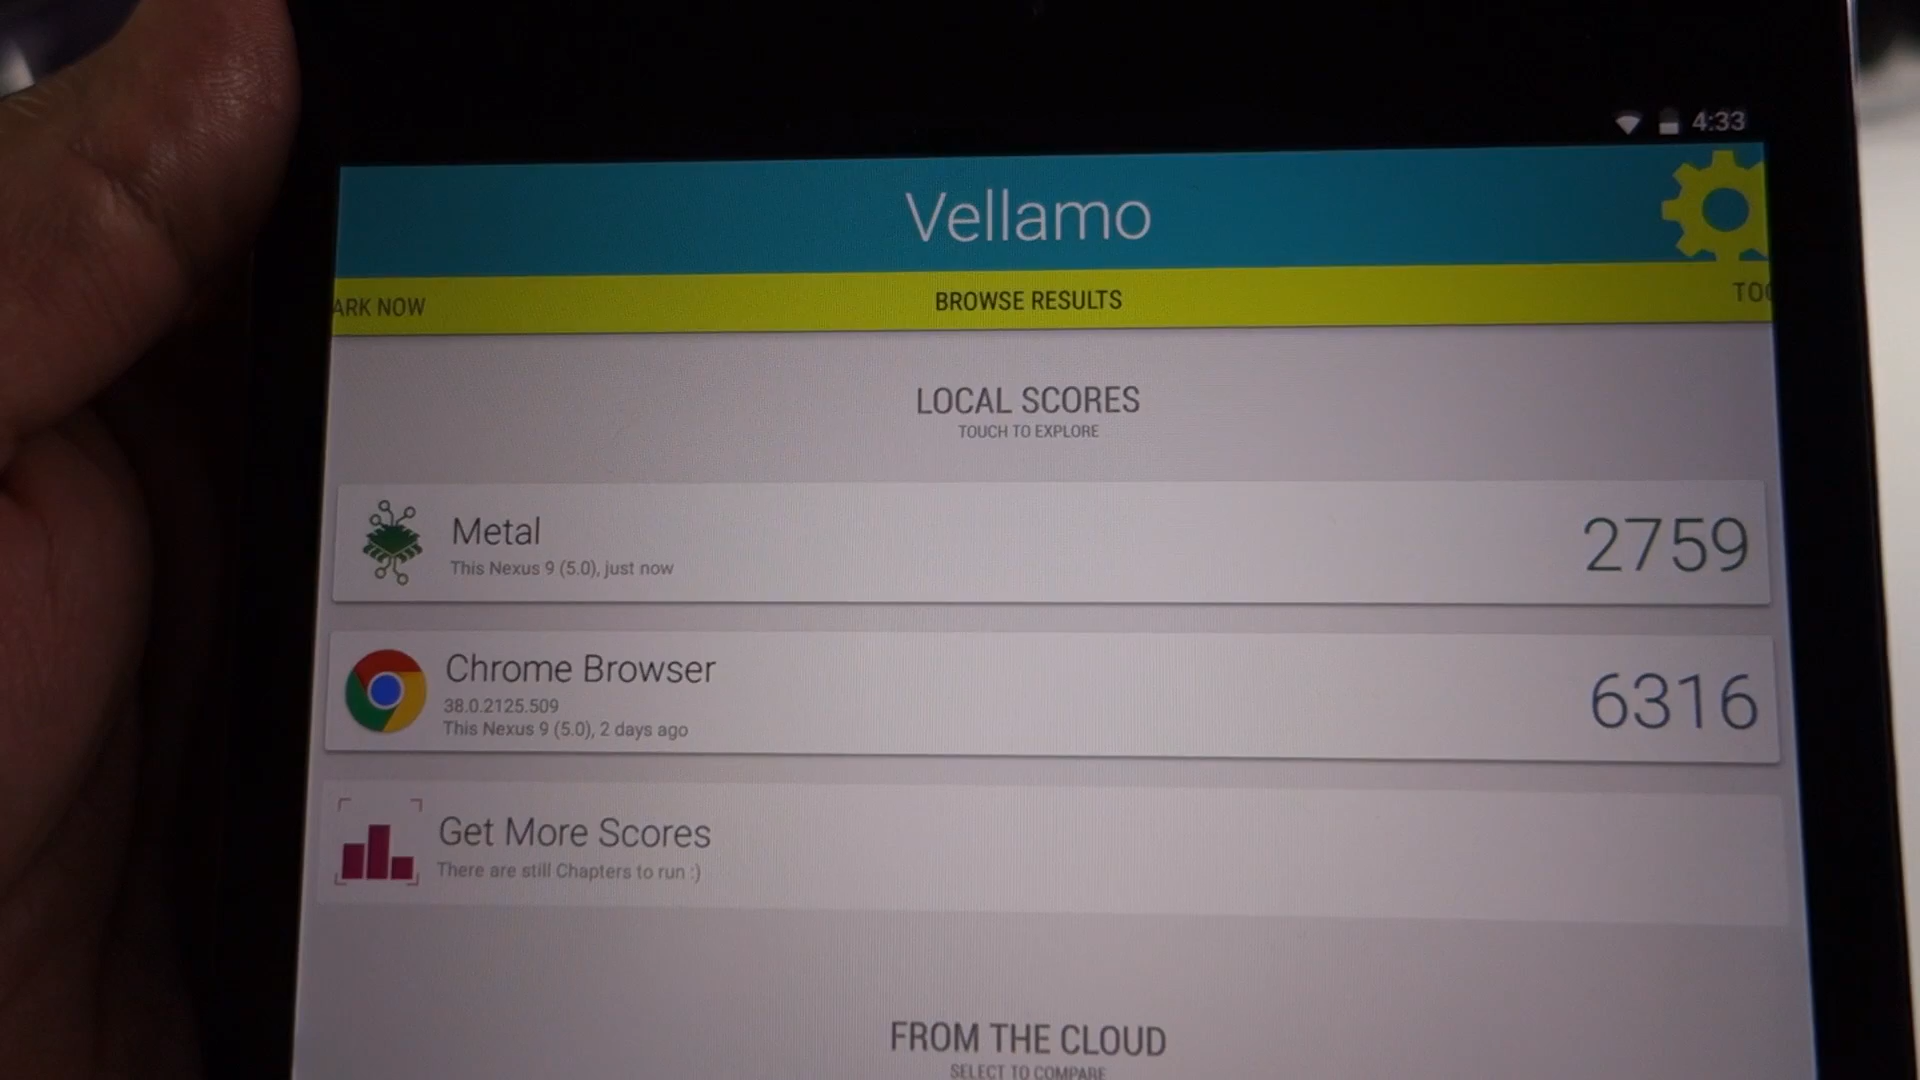 4:33
Vellamo
ARK NOW
BROWSE RESULTS
TOO
LOCAL SCORES
TOUCH TO EXPLORE
Metal
This Nexus 9 (5.0), just now
2759
Chrome Browser
38.0.2125.509
This Nexus 9 (5.0), 2 days ago
6316
Get More Scores
There are still Chapters to run :)
FROM THE CLOUD
SELECT TO COMPARE